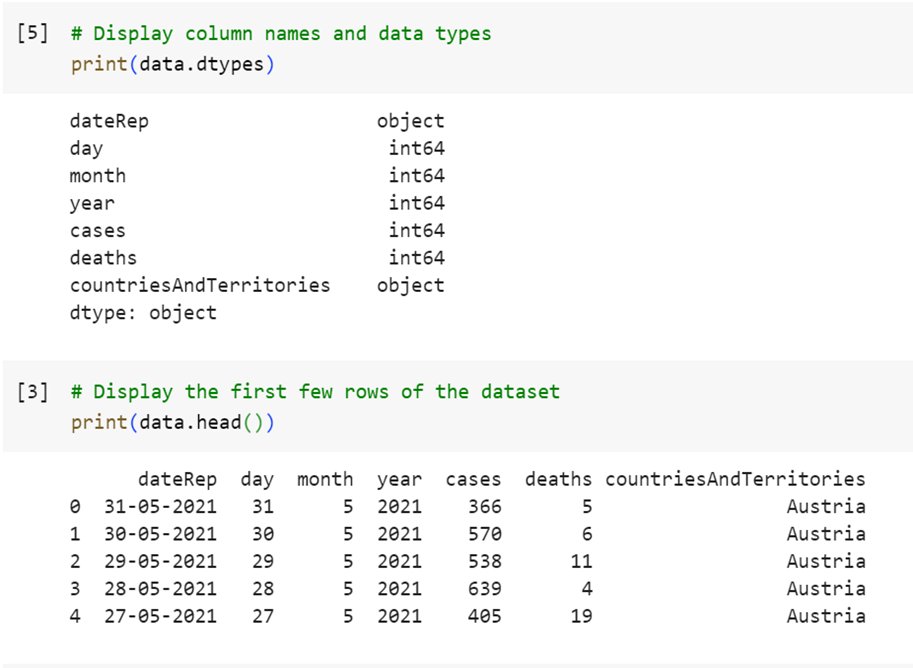 [5] # Display column names and data types
print(data.dtypes)
dateRep object
day int64
month int64
year int64
cases int64
deaths int64
countriesAndTerritories object
dtype: object
[3] # Display the first few rows of the dataset
print(data.head())
dateRep day month year cases deaths countriesAndTerritories
0 31-05-2021 31 5 2021 366 5 Austria
1 30-05-2021 30 5 2021 570 6 Austria
2 29-05-2021 29 5 2021 538 11 Austria
3 28-05-2021 28 5 2021 639 4 Austria
4 27-05-2021 27 5 2021 405 19 Austria